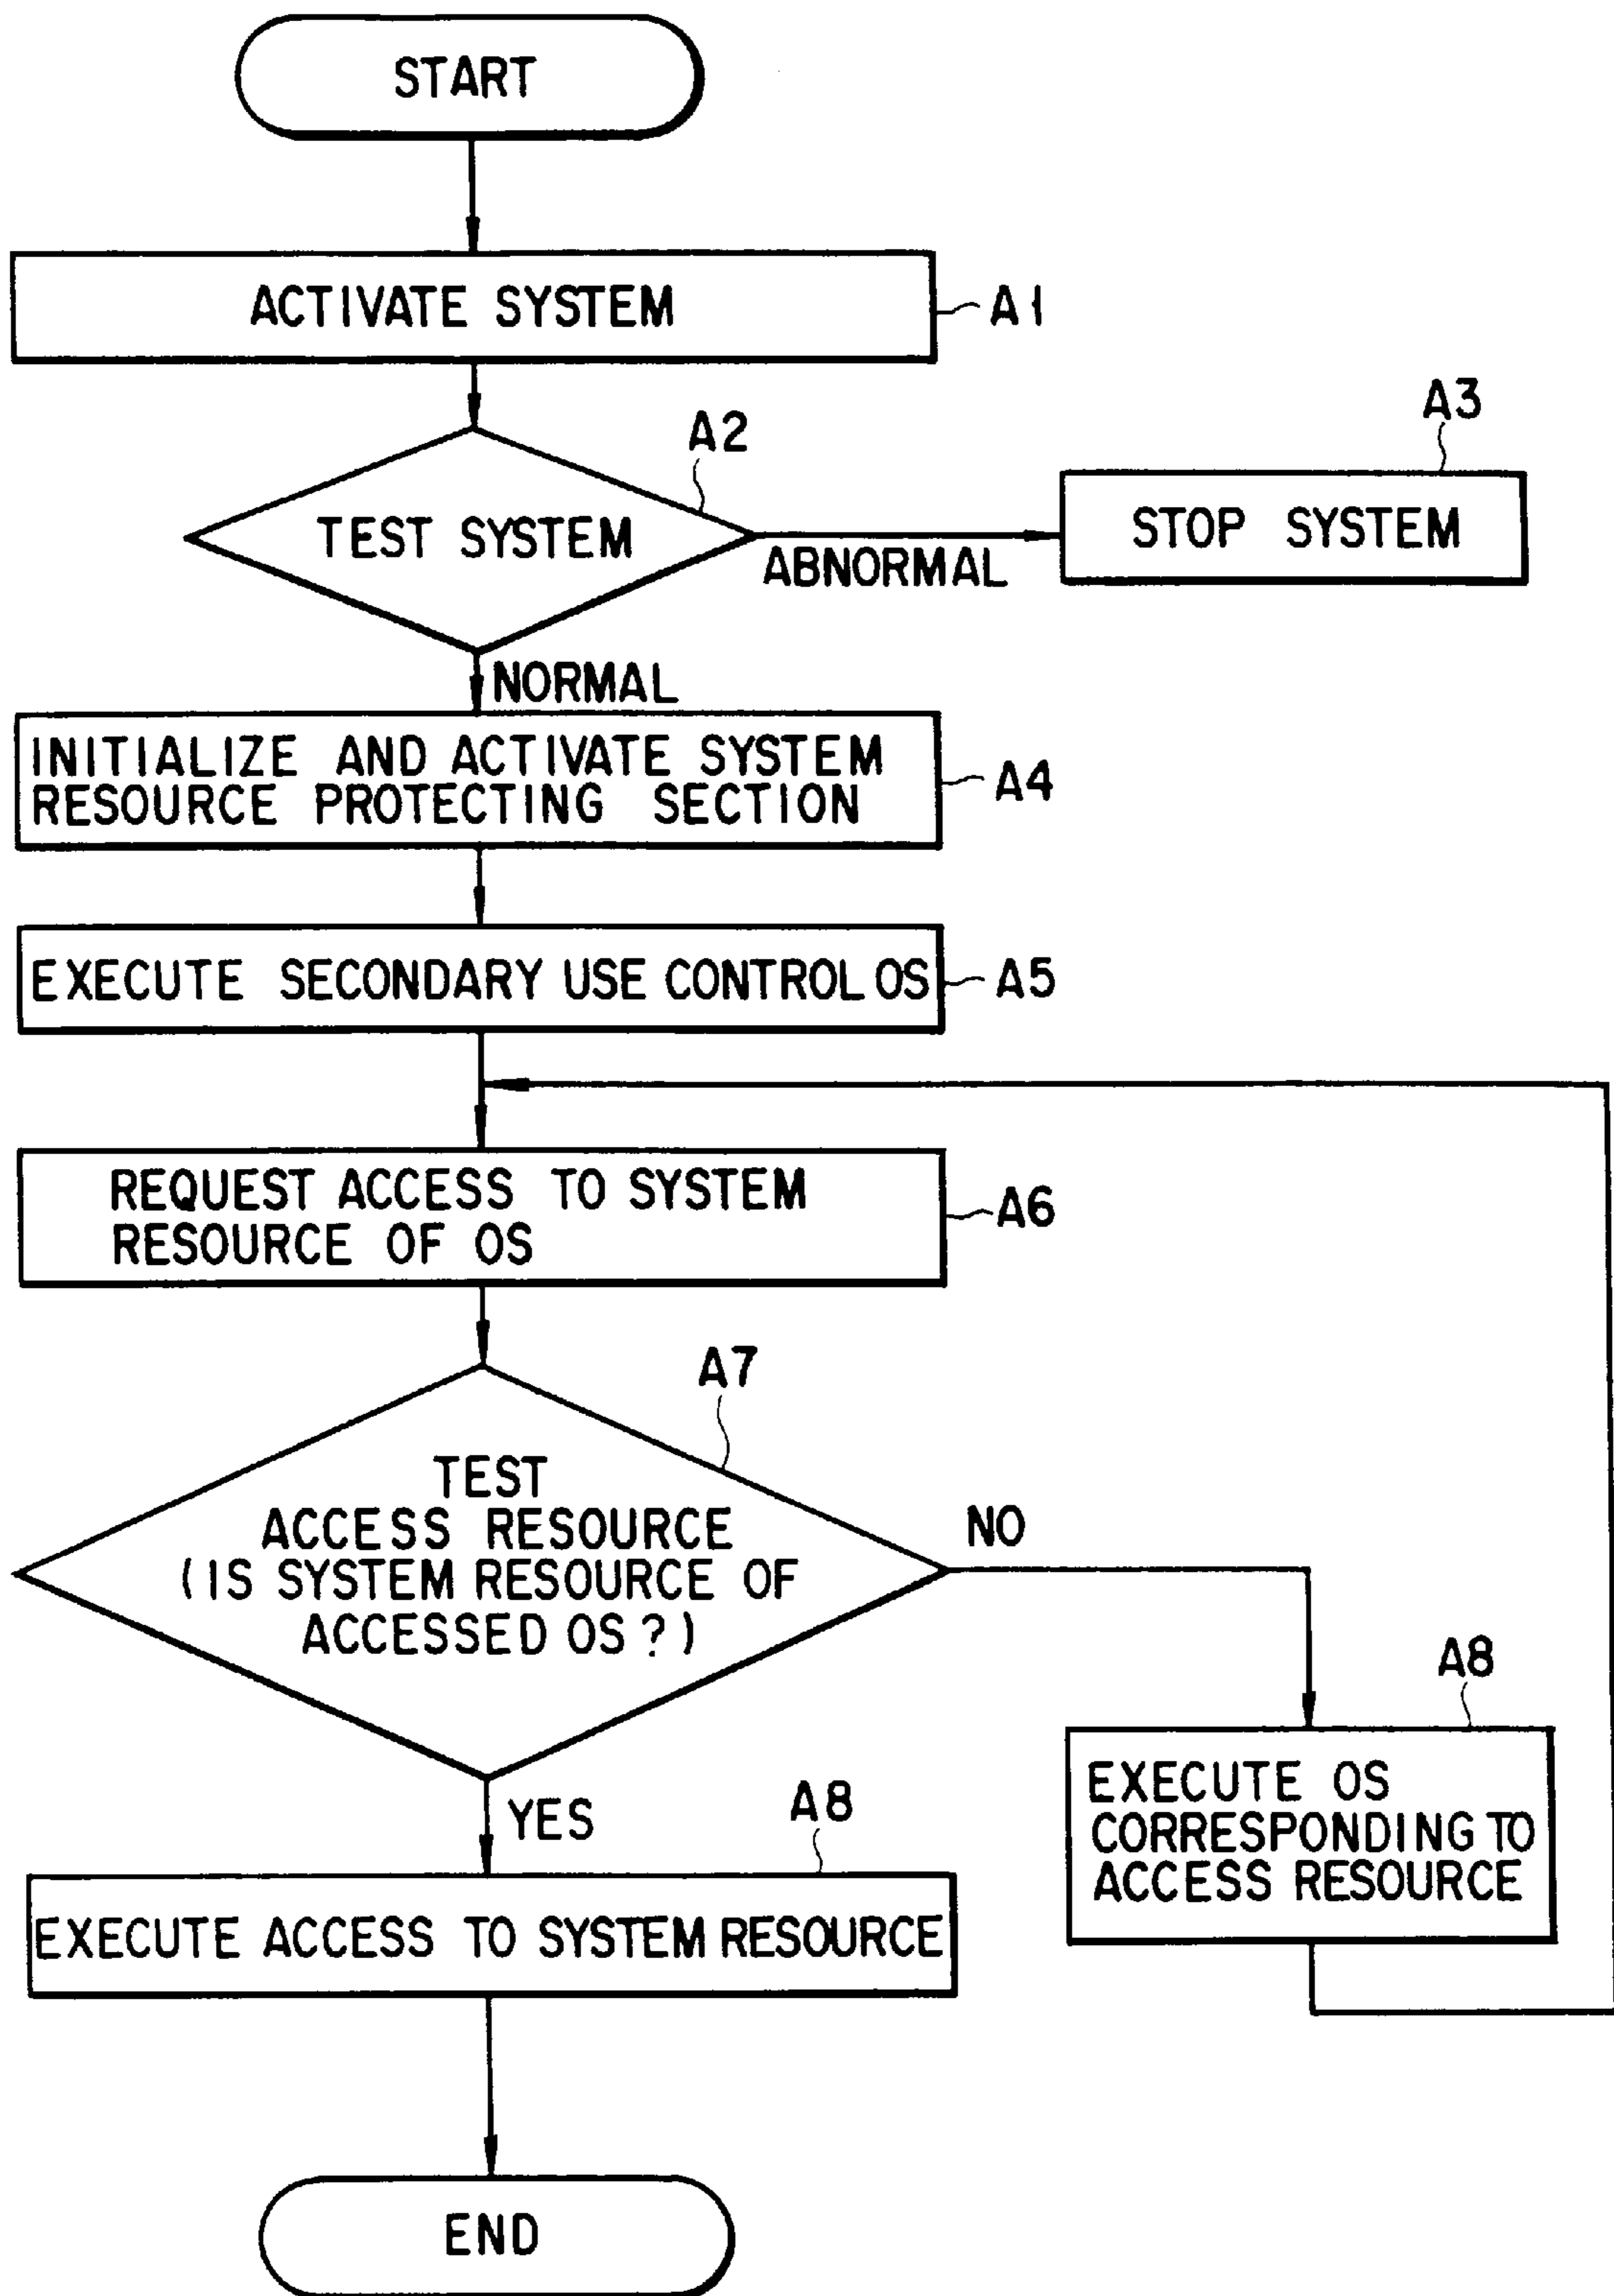 START
ACTIVATE SYSTEM
A1
A2
A3
TEST SYSTEM
STOP SYSTEM
ABNORMAL
NORMAL
INITIALIZE AND ACTIVATE SYSTEM
RESOURCE PROTECTING SECTION
A4
EXECUTE SECONDARY USE CONTROL OS
A5
REQUEST ACCESS TO SYSTEM
RESOURCE OF OS
A6
A7
TEST
ACCESS RESOURCE
(IS SYSTEM RESOURCE OF
ACCESSED OS?)
NO
YES
A8
EXECUTE OS
CORRESPONDING TO
ACCESS RESOURCE
A8
EXECUTE ACCESS TO SYSTEM RESOURCE
END